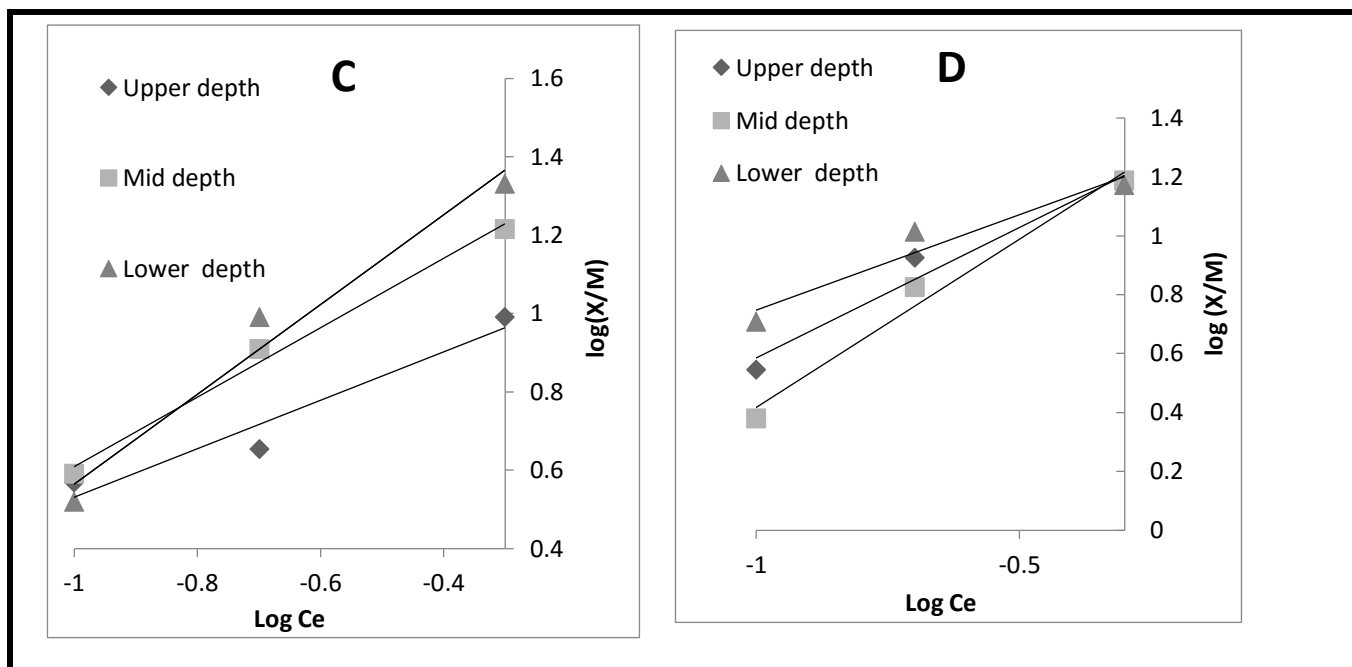 C
Upper depth
Mid depth
Lower depth
1.6
1.4
1.2
1
0.8
0.6
0.4
log(X/M)
-1
-0.8
-0.6
-0.4
Log Ce
D
Upper depth
Mid depth
Lower depth
1.4
1.2
1
0.8
0.6
0.4
0.2
0
log (X/M)
-1
-0.5
Log Ce